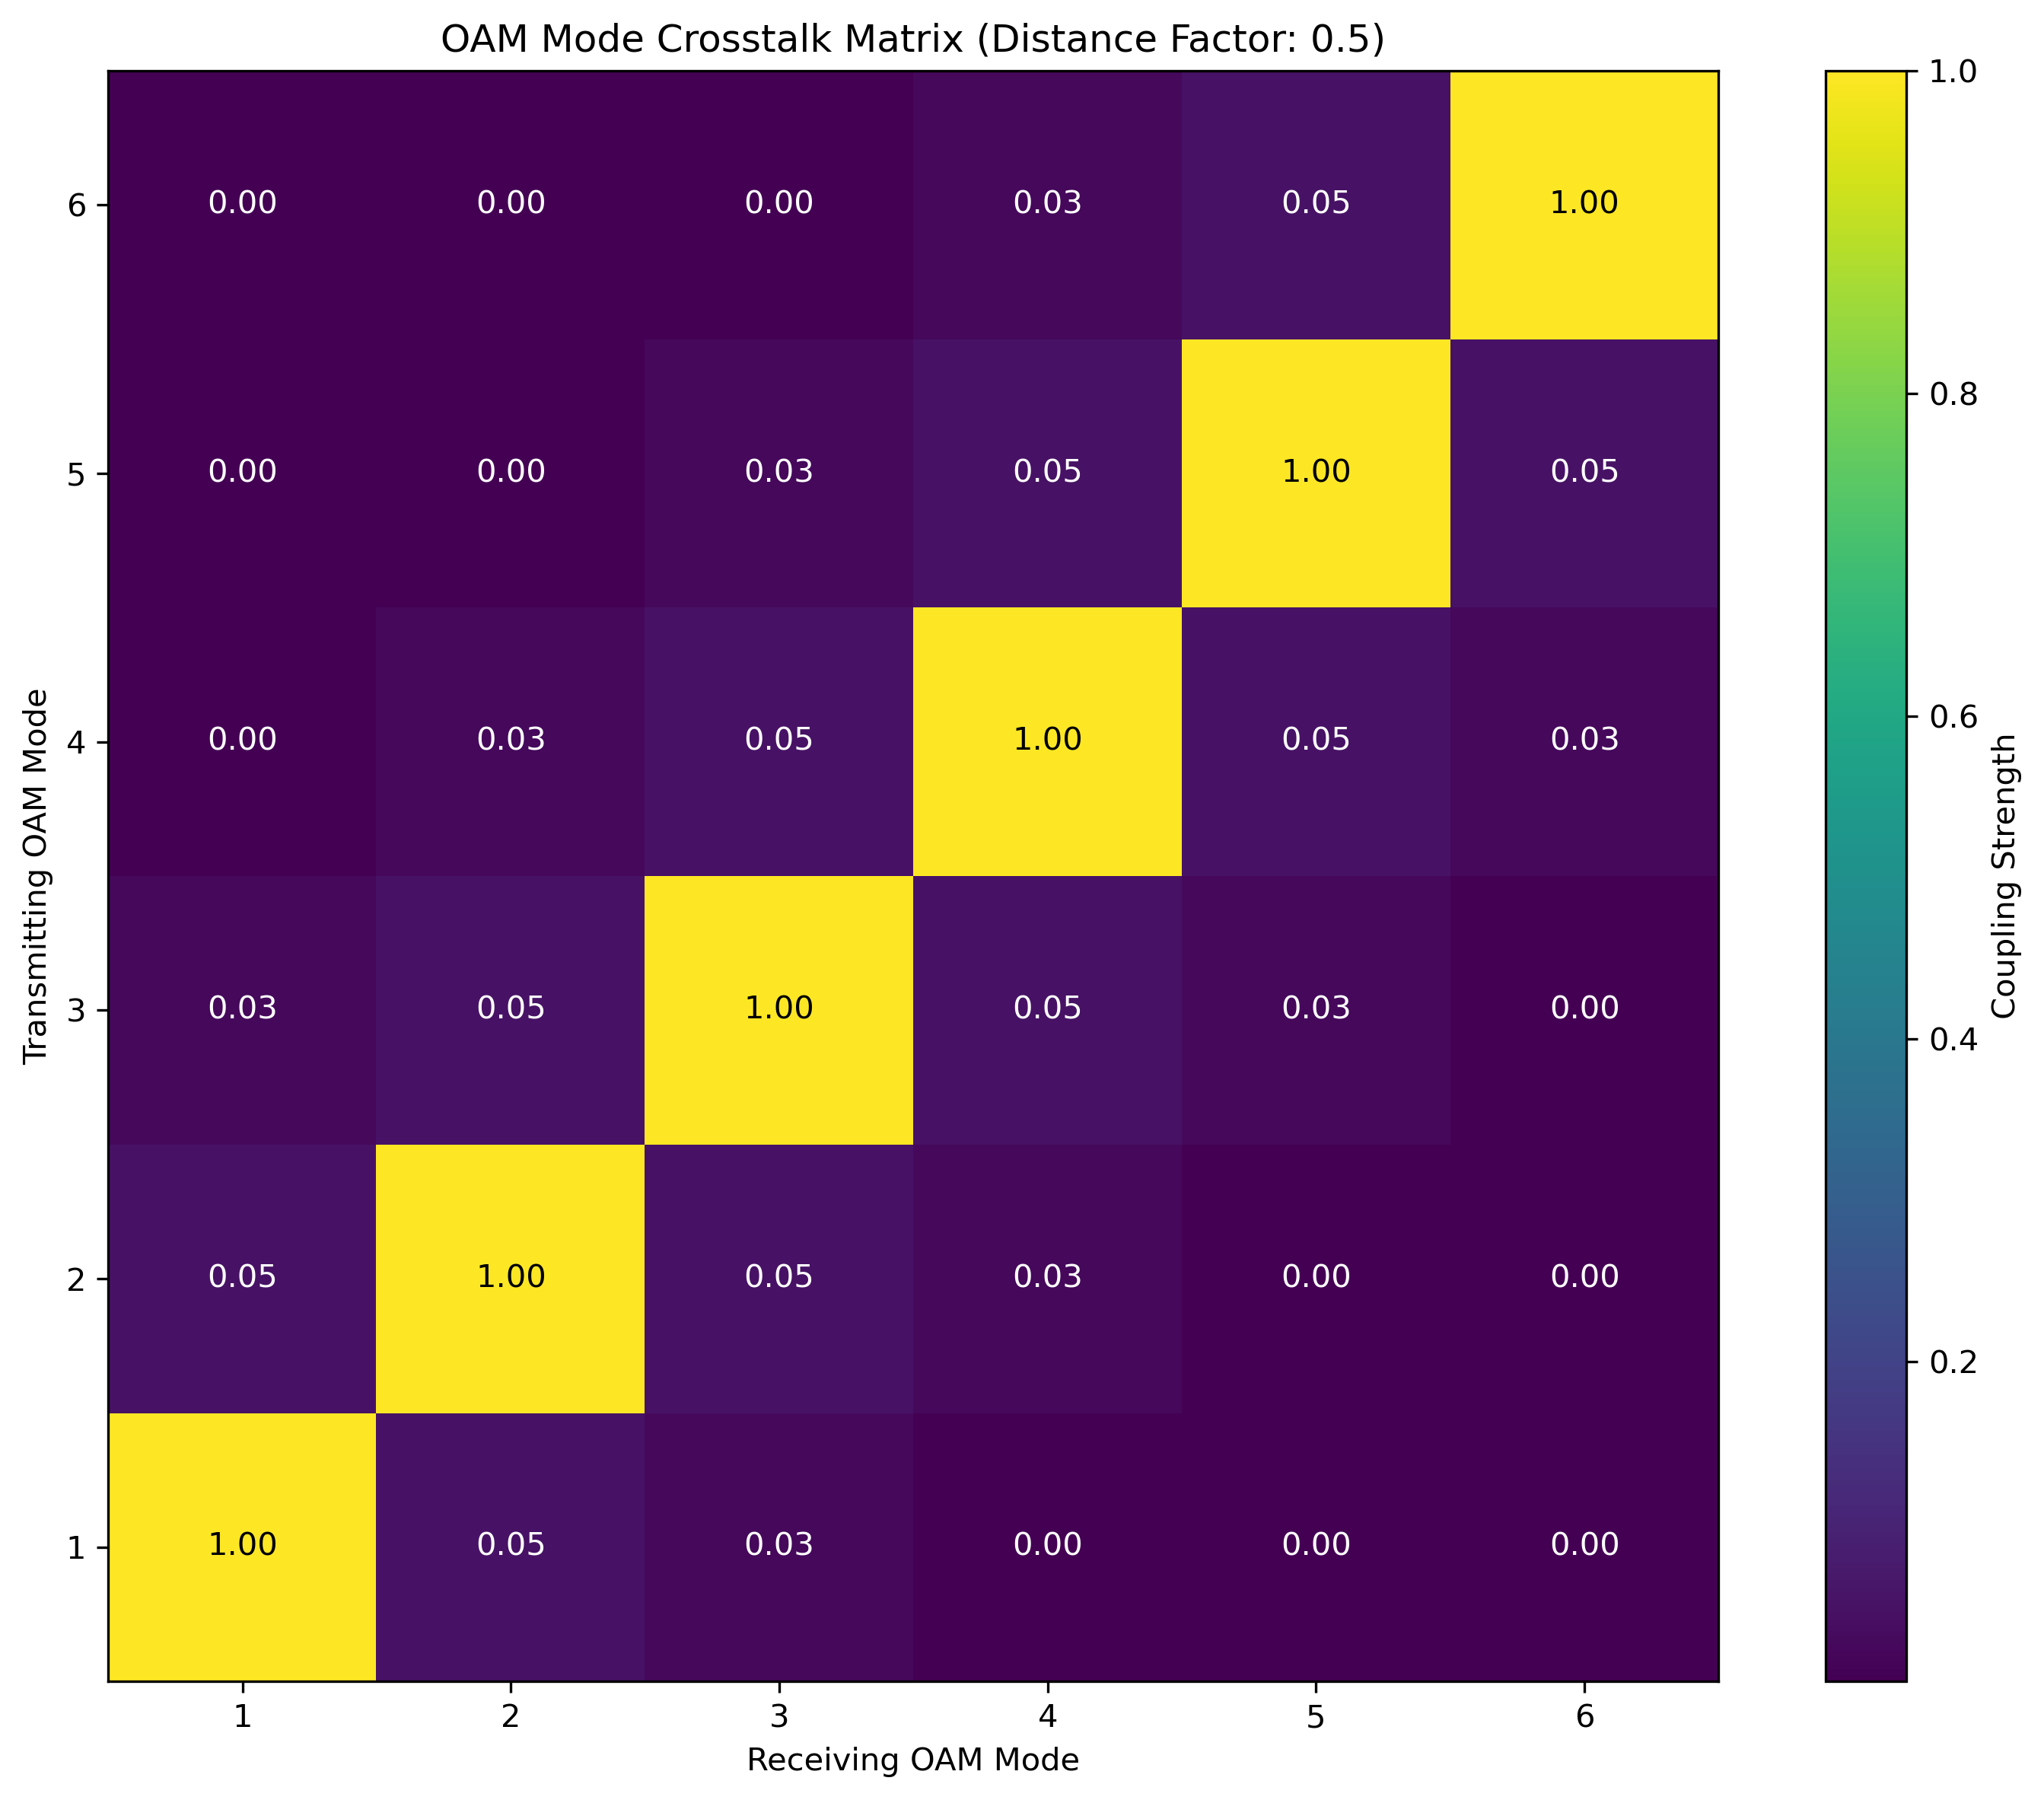 OAM Mode Crosstalk Matrix (Distance Factor: 0.5)
Transmitting OAM Mode
6 0.00 0.00 0.00 0.03 0.05 1.00
5 0.00 0.00 0.03 0.05 1.00 0.05
4 0.00 0.03 0.05 1.00 0.05 0.03
3 0.03 0.05 1.00 0.05 0.03 0.00
2 0.05 1.00 0.05 0.03 0.00 0.00
1 1.00 0.05 0.03 0.00 0.00 0.00
1 2 3 4 5 6
Receiving OAM Mode
1.0
0.8
0.6
0.4
0.2
Coupling Strength